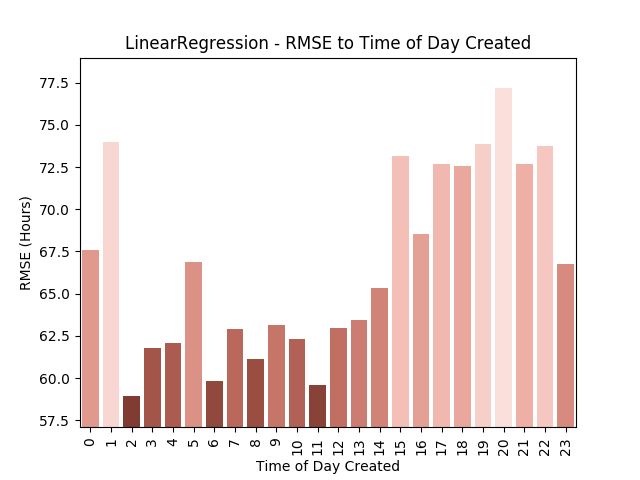 LinearRegression - RMSE to Time of Day Created
77.5
75.0
72.5
70.0
67.5
65.0
62.5
60.0
57.5
RMSE (Hours)
0 1 2 3 4 5 6 7 8 9 10 11 12 13 14 15 16 17 18 19 20 21 22 23
Time of Day Created